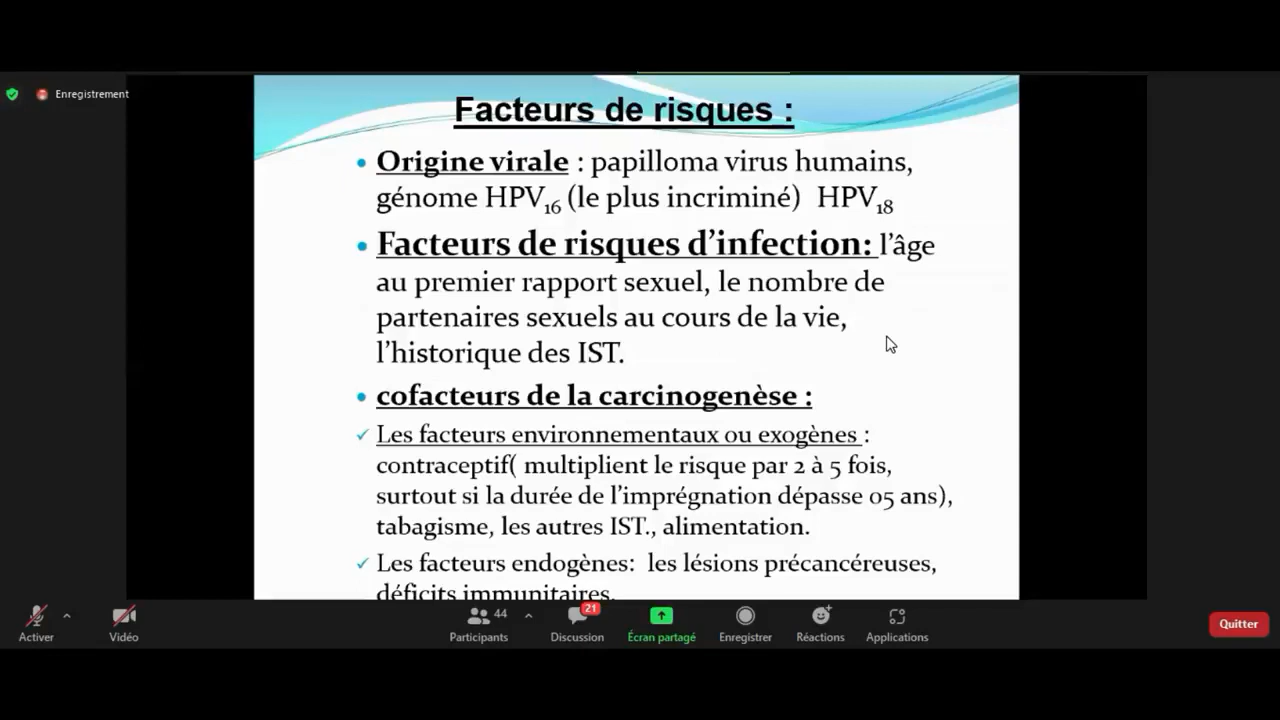 Enregistrement
Facteurs de risques :
• Origine virale : papilloma virus humains,
génome HPV16 (le plus incriminé) HPV18
• Facteurs de risques d’infection: l’âge
au premier rapport sexuel, le nombre de
partenaires sexuels au cours de la vie,
l’historique des IST.
• cofacteurs de la carcinogenèse :
✓ Les facteurs environnementaux ou exogènes :
contraceptif( multiplient le risque par 2 à 5 fois,
surtout si la durée de l’imprégnation dépasse 05 ans),
tabagisme, les autres IST., alimentation.
✓ Les facteurs endogènes: les lésions précancéreuses,
déficits immunitaires.
44
21
Activer
Vidéo
Participants
Discussion
Écran partagé
Enregistrer
Réactions
Applications
Quitter